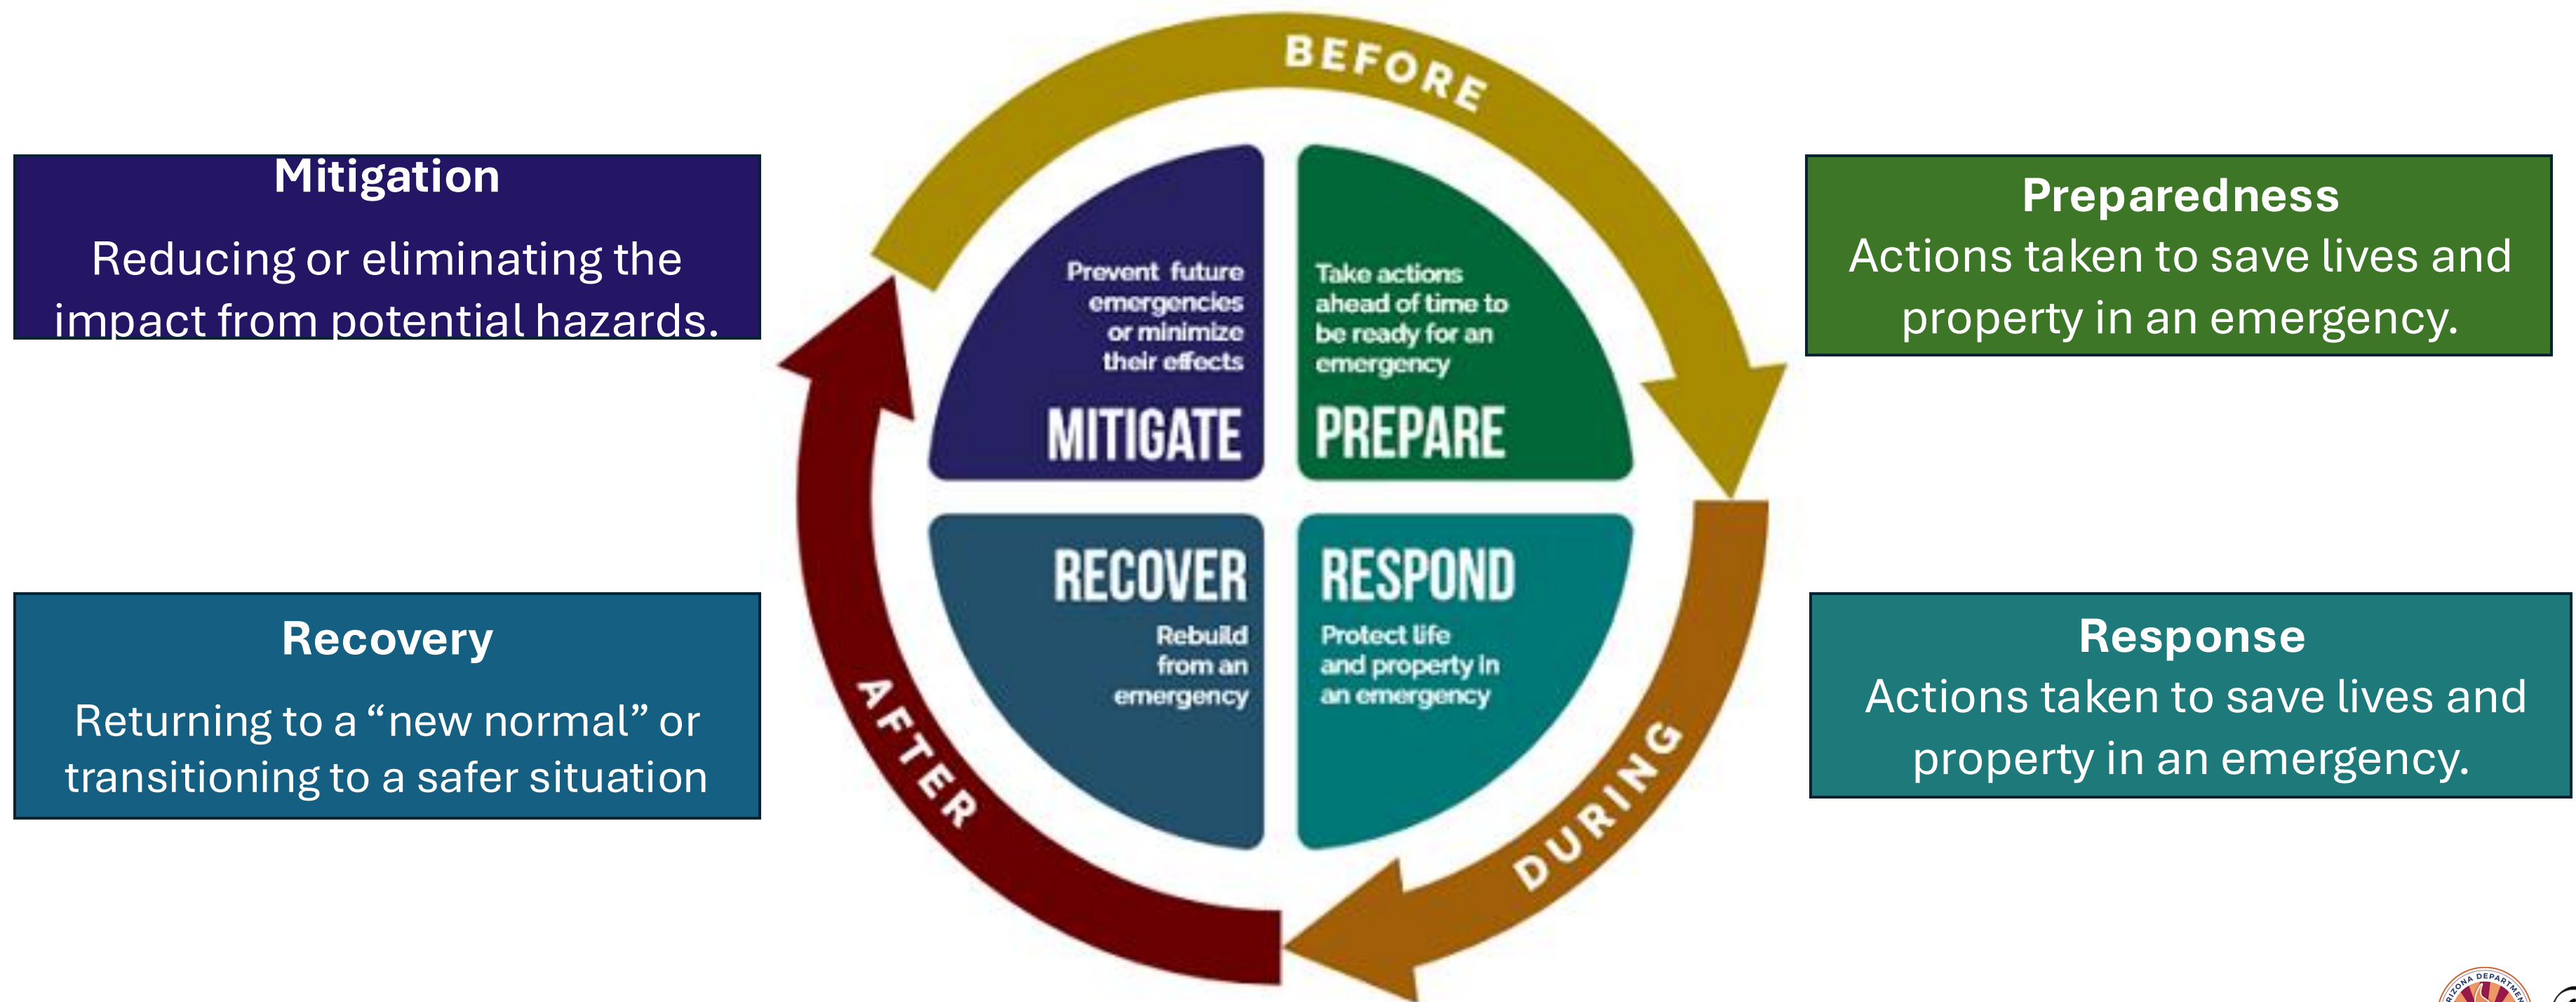 BEFORE
Mitigation
Reducing or eliminating the
impact from potential hazards.
Preparedness
Actions taken to save lives and
property in an emergency.
Prevent future
emergencies
or minimize
their effects
MITIGATE
Take actions
ahead of time to
be ready for an
emergency
PREPARE
RECOVER
Rebuild
from an
emergency
RESPOND
Protect life
and property in
an emergency
Recovery
Returning to a “new normal” or
transitioning to a safer situation
Response
Actions taken to save lives and
property in an emergency.
AFTER
DURING